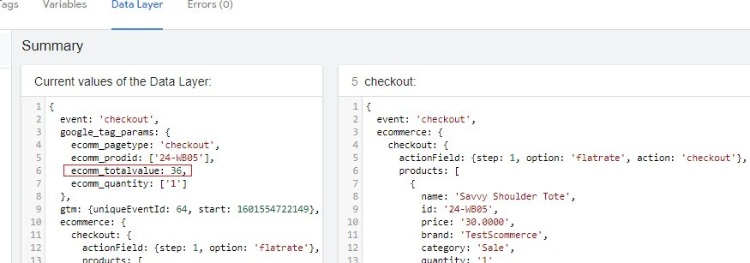 Tags Variables Data Layer Errors (0)
Summary
Current values of the Data Layer:
1 {
2 event: 'checkout',
3 google_tag_params: {
4 ecomm_pagetype: 'checkout',
5 ecomm_prodid: ['24-WB05'],
6 ecomm_totalvalue: 36,
7 ecomm_quantity: ['1']
8 },
9 gtm: {uniqueEventId: 64, start: 1601554722149},
10 ecommerce: {
11 checkout: {
12 actionField: {step: 1, option: 'flatrate'},
13 products: [
5 checkout:
1 {
2 event: 'checkout',
3 ecommerce: {
4 checkout: {
5 actionField: {step: 1, option: 'flatrate', action: 'checkout'},
6 products: [
7 {
8 name: 'Savvy Shoulder Tote',
9 id: '24-WB05',
10 price: '30.0000',
11 brand: 'TestScommerce',
12 category: 'Sale',
13 quantity: '1'